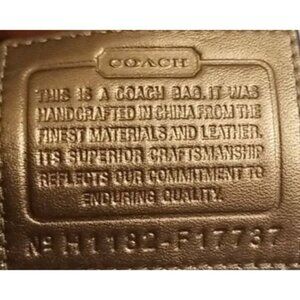 COACH
THIS IS A COACH BAG. IT WAS
HANDCRAFTED IN CHINA FROM THE
FINEST MATERIALS AND LEATHER.
ITS SUPERIOR CRAFTSMANSHIP
REFLECTS OUR COMMITMENT TO
ENDURING QUALITY.
Nº H1182-F17737